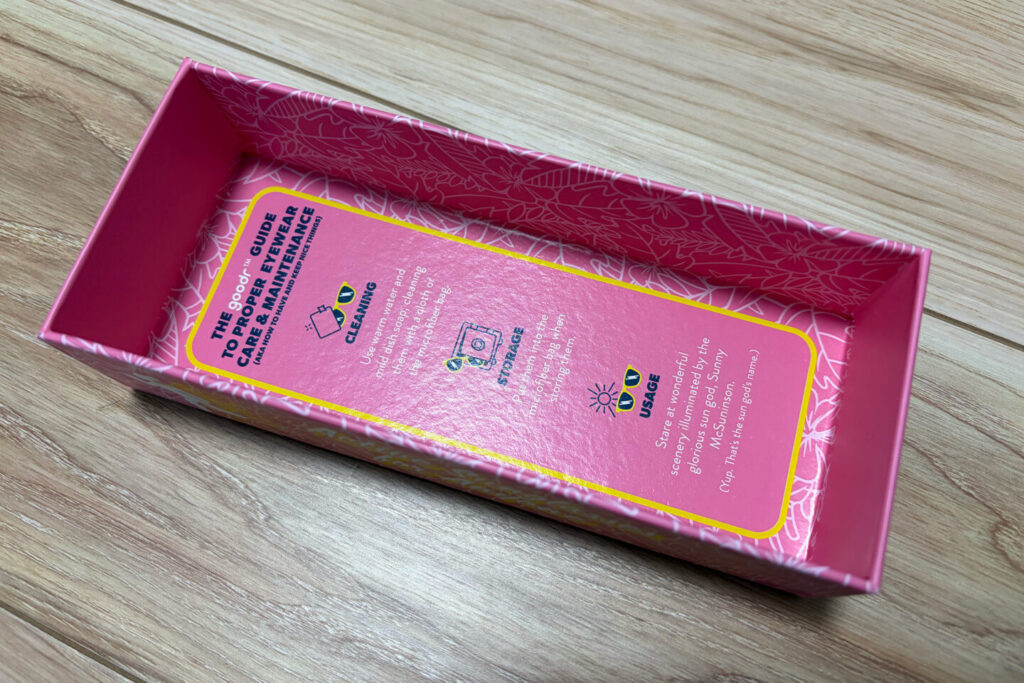 THE goodr™ GUIDE
TO PROPER EYEWEAR
CARE & MAINTENANCE
(AKA HOW TO HAVE AND KEEP NICE THINGS)
CLEANING
Use warm water and
mild dish soap, cleaning
them with a cloth or
the microfiber bag.
STORAGE
Place them into the
microfiber bag when
storing them.
USAGE
Stare at wonderful
scenery illuminated by the
glorious sun god, Sunny
McSuninson.
(Yup. That's the sun god's name.)